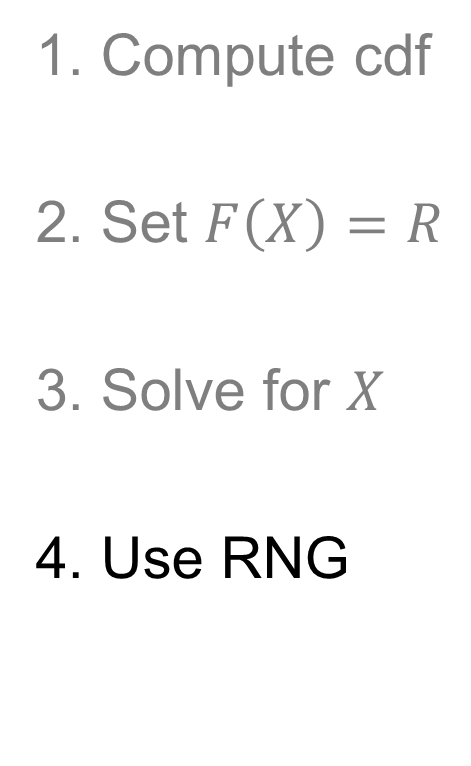 1. Compute cdf
2. Set F(X) = R
3. Solve for X
4. Use RNG